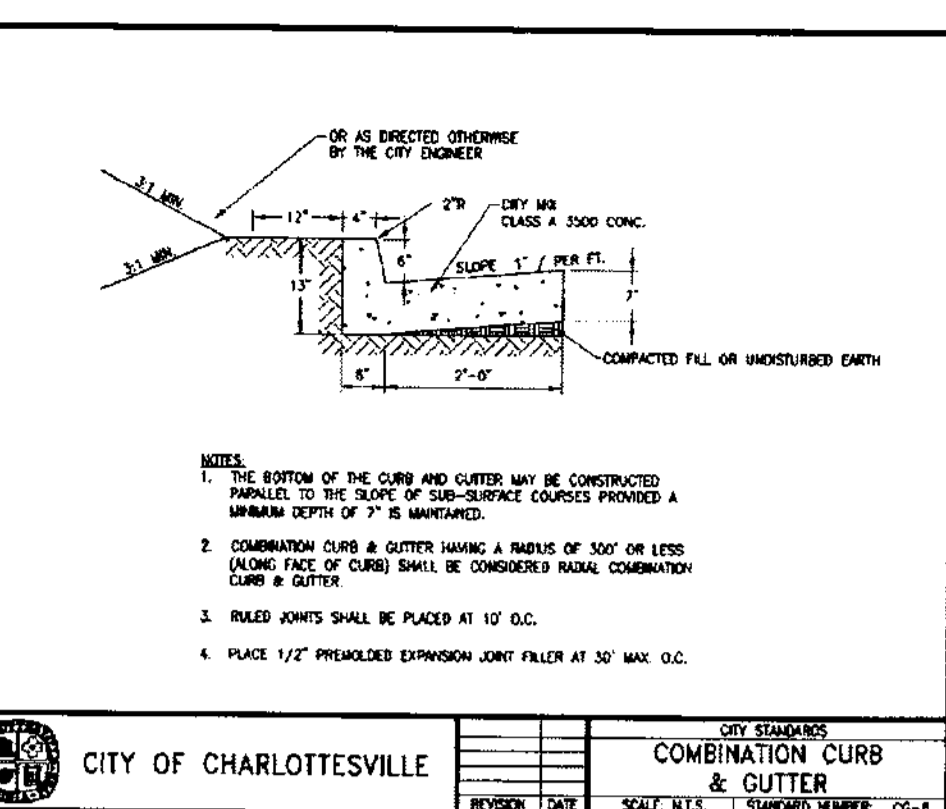 OR AS DIRECTED OTHERWISE
BY THE CITY ENGINEER
3:1 MIN.
3:1 MIN.
12"
4"
2"R
CITY MIX
CLASS A 3500 CONC.
6"
SLOPE 1" / PER FT.
13"
7"
COMPACTED FILL OR UNDISTURBED EARTH
6"
2'-0"
NOTES:
1. THE BOTTOM OF THE CURB AND GUTTER MAY BE CONSTRUCTED
PARALLEL TO THE SLOPE OF SUB-SURFACE COURSES PROVIDED A
MINIMUM DEPTH OF 7" IS MAINTAINED.
2. COMBINATION CURB & GUTTER HAVING A RADIUS OF 300' OR LESS
(ALONG FACE OF CURB) SHALL BE CONSIDERED RADIAL COMBINATION
CURB & GUTTER.
3. RULED JOINTS SHALL BE PLACED AT 10' O.C.
4. PLACE 1/2" PREMOLDED EXPANSION JOINT FILLER AT 30' MAX. O.C.
CITY OF CHARLOTTESVILLE
REVISION DATE
CITY STANDARDS
COMBINATION CURB
& GUTTER
SCALE: N.T.S. STANDARD NUMBER